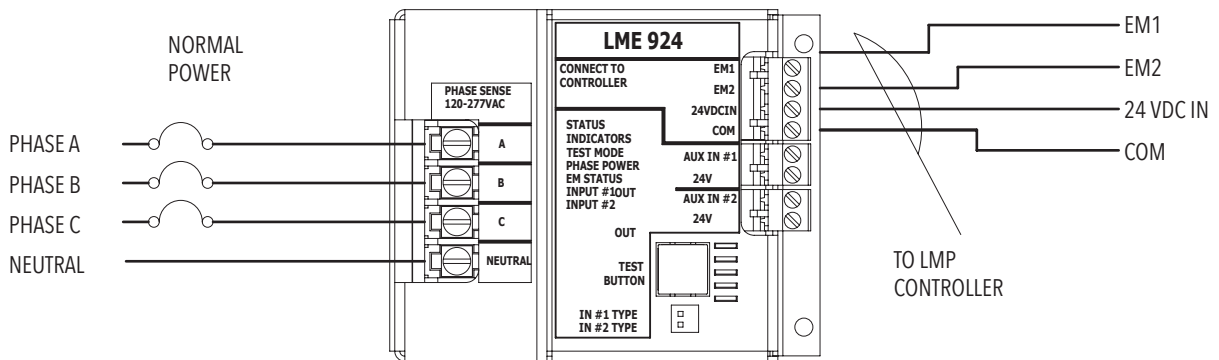 NORMAL
POWER
PHASE A
PHASE B
PHASE C
NEUTRAL
PHASE SENSE
120-277VAC
A
B
C
NEUTRAL
LME 924
CONNECT TO
CONTROLLER
EM1
EM2
24VDCIN
COM
STATUS
INDICATORS
TEST MODE
PHASE POWER
EM STATUS
INPUT #1OUT
INPUT #2
AUX IN #1
24V
AUX IN #2
24V
OUT
TEST
BUTTON
IN #1 TYPE
IN #2 TYPE
EM1
EM2
24 VDC IN
COM
TO LMP
CONTROLLER